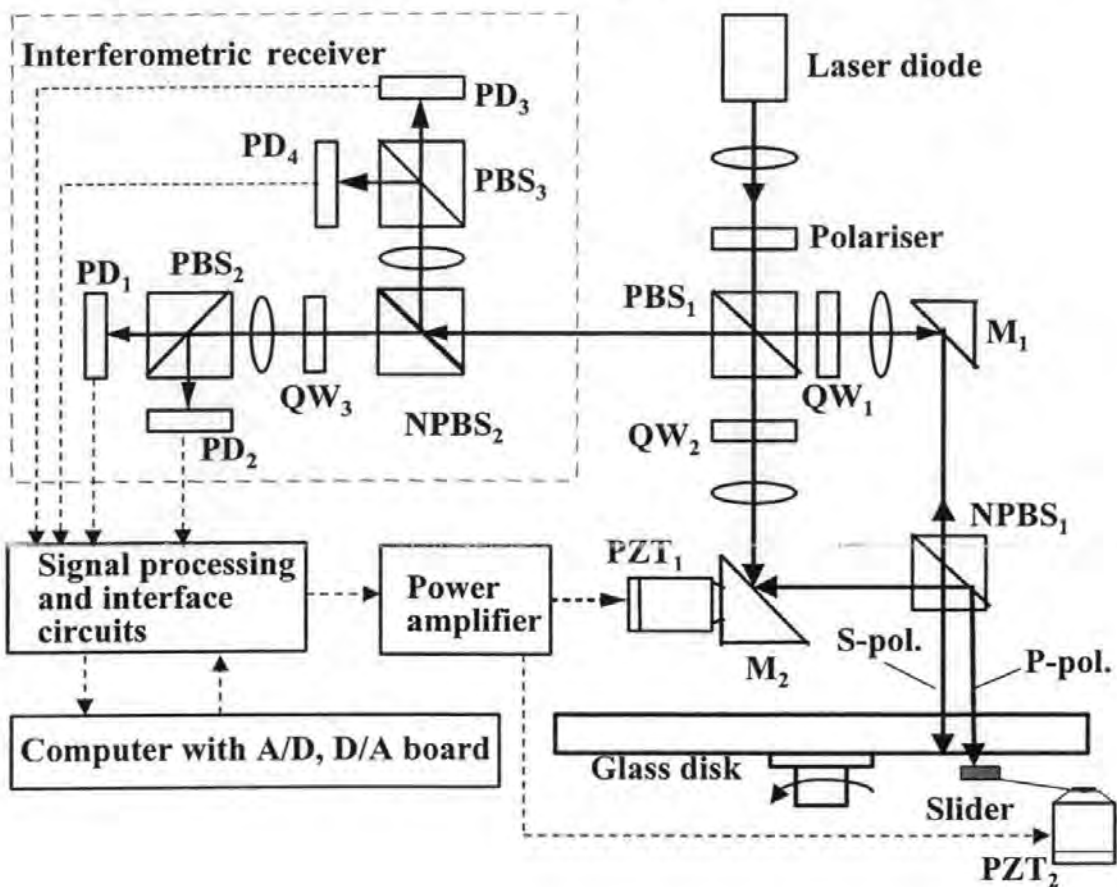 Interferometric receiver
Laser diode
PD₃
PD₄
PBS₃
Polariser
PD₁
PBS₂
PBS₁
M₁
QW₃
QW₁
NPBS₂
PD₂
QW₂
NPBS₁
PZT₁
Signal processing
and interface
circuits
Power
amplifier
M₂
S-pol.
P-pol.
Computer with A/D, D/A board
Glass disk
Slider
PZT₂